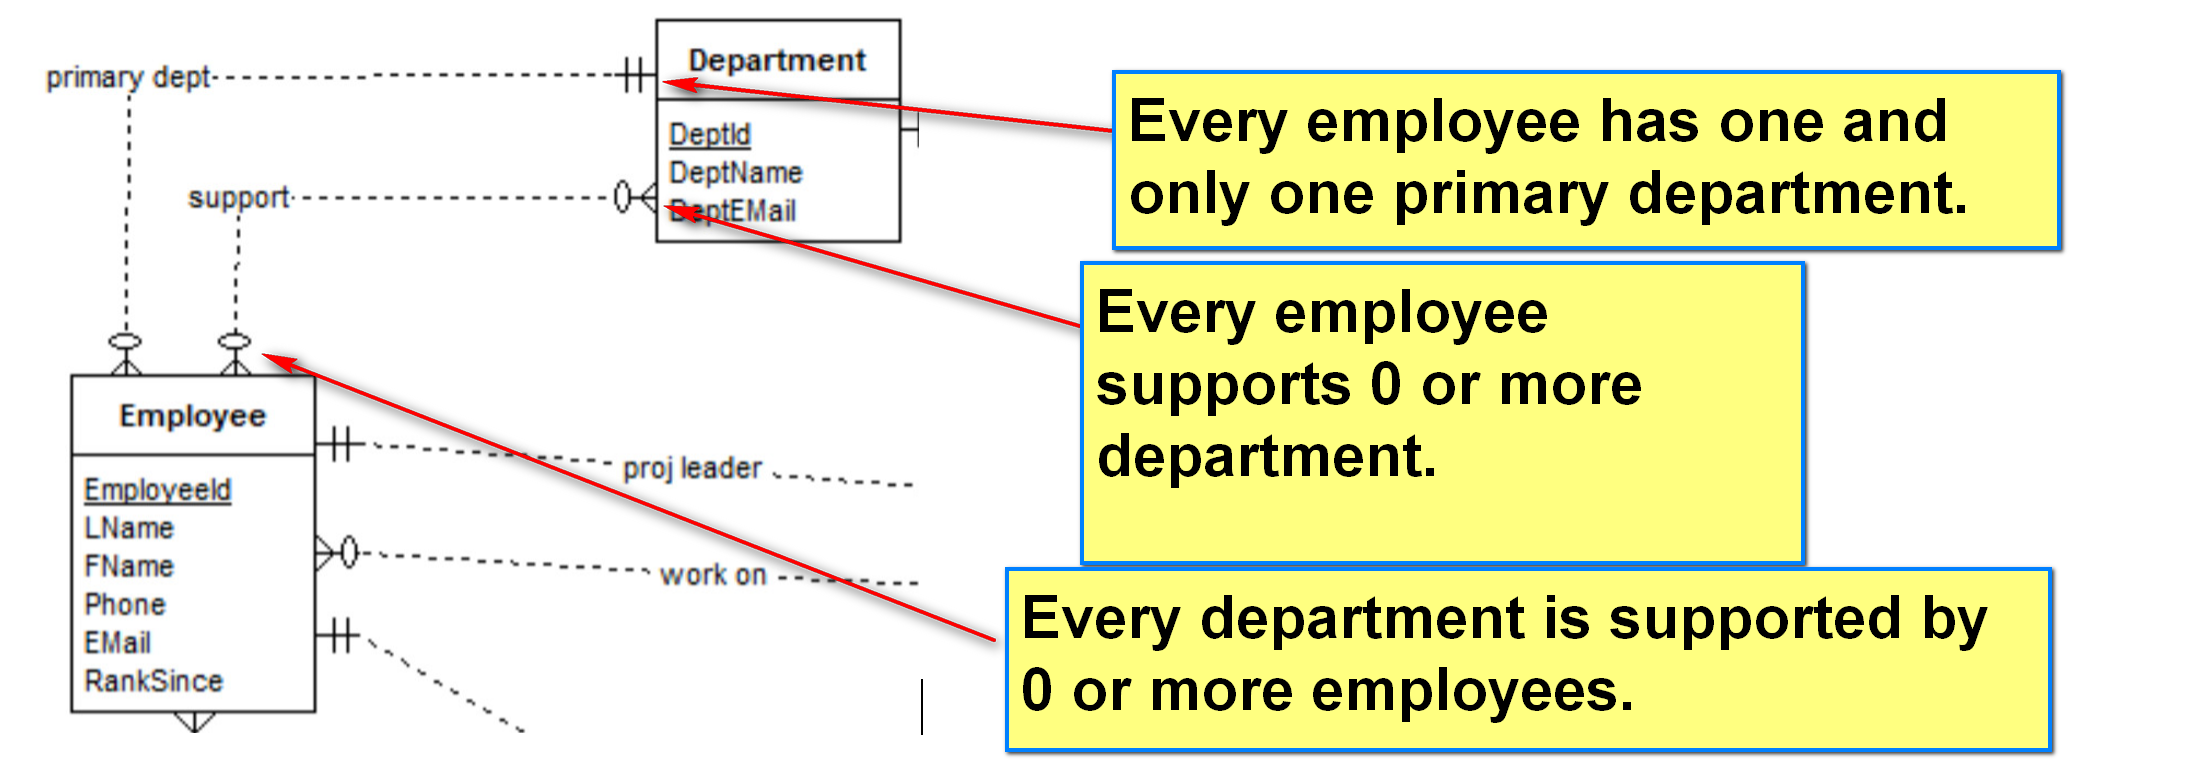 primary dept
Department
DeptId
DeptName
DeptEMail
support
Every employee has one and
only one primary department.
Every employee
supports 0 or more
department.
Employee
EmployeeId
LName
FName
Phone
EMail
RankSince
proj leader
work on
Every department is supported by
0 or more employees.